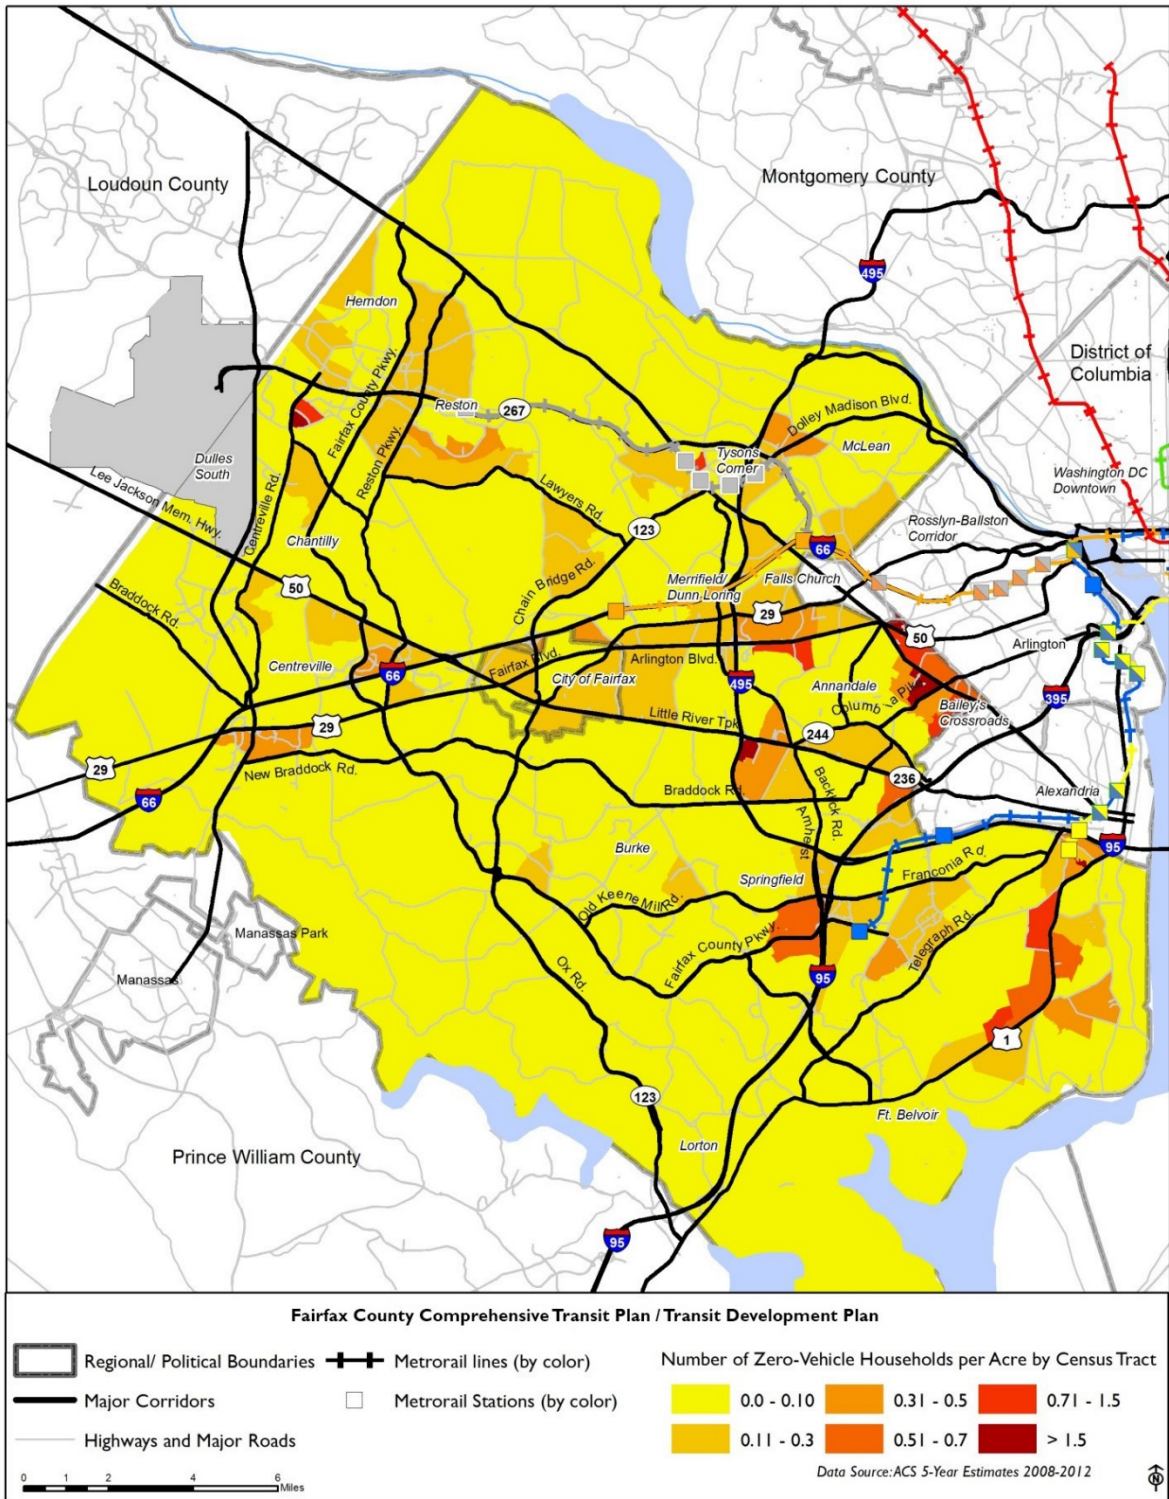 Loudoun County
Montgomery County
495
Herndon
District of
Columbia
Fairfax County Pkwy.
Reston
267
Dolley Madison Blvd.
McLean
Dulles
South
Tysons
Corner
Washington DC
Downtown
Lee Jackson Mem. Hwy.
Centreville Rd.
Reston Pkwy.
Lawyers Rd.
123
Rosslyn-Ballston
Corridor
Chantilly
66
Chain Bridge Rd.
Merrifield/
Dunn Loring
Falls Church
Braddock Rd.
50
29
50
Arlington
Centreville
66
Fairfax Blvd.
City of Fairfax
Arlington Blvd.
495
Annandale
Columbia Pike
Bailey's
Crossroads
395
Little River Tpk.
29
244
29
New Braddock Rd.
236
66
Braddock Rd.
Backlick Rd.
Amherst
Alexandria
Burke
Springfield
Franconia Rd.
95
Old Keene Mill Rd.
Manassas Park
Fairfax County Pkwy.
Telegraph Rd.
Manassas
Ox Rd.
95
1
123
Ft. Belvoir
Lorton
Prince William County
95
Fairfax County Comprehensive Transit Plan / Transit Development Plan
Regional/ Political Boundaries
Metrorail lines (by color)
Number of Zero-Vehicle Households per Acre by Census Tract
Major Corridors
Metrorail Stations (by color)
0.0 - 0.10
0.31 - 0.5
0.71 - 1.5
Highways and Major Roads
0.11 - 0.3
0.51 - 0.7
> 1.5
Data Source: ACS 5-Year Estimates 2008-2012
0 1 2 4 6
Miles
N